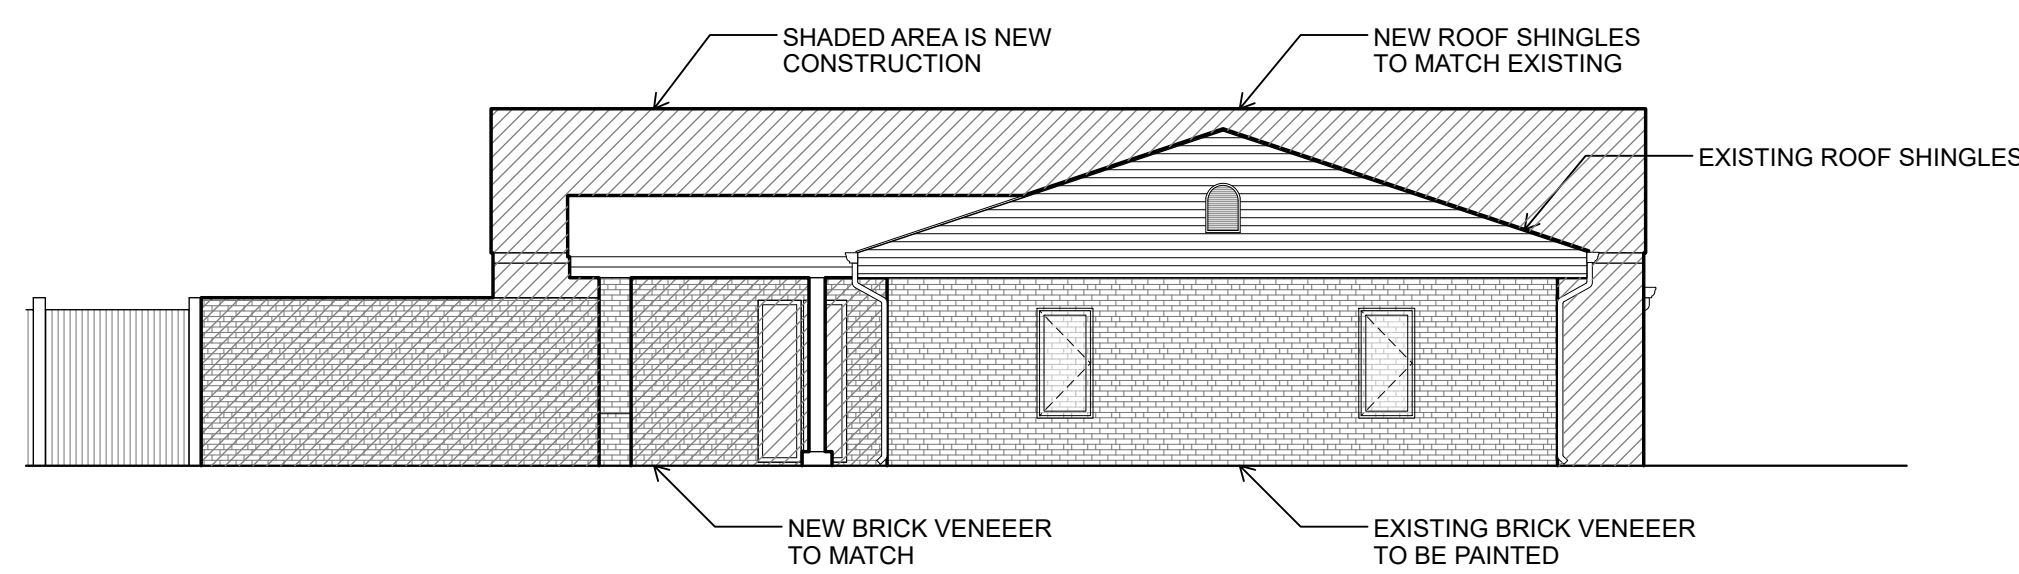 SHADED AREA IS NEW
CONSTRUCTION
NEW ROOF SHINGLES
TO MATCH EXISTING
EXISTING ROOF SHINGLES
NEW BRICK VENEEER
TO MATCH
EXISTING BRICK VENEEER
TO BE PAINTED